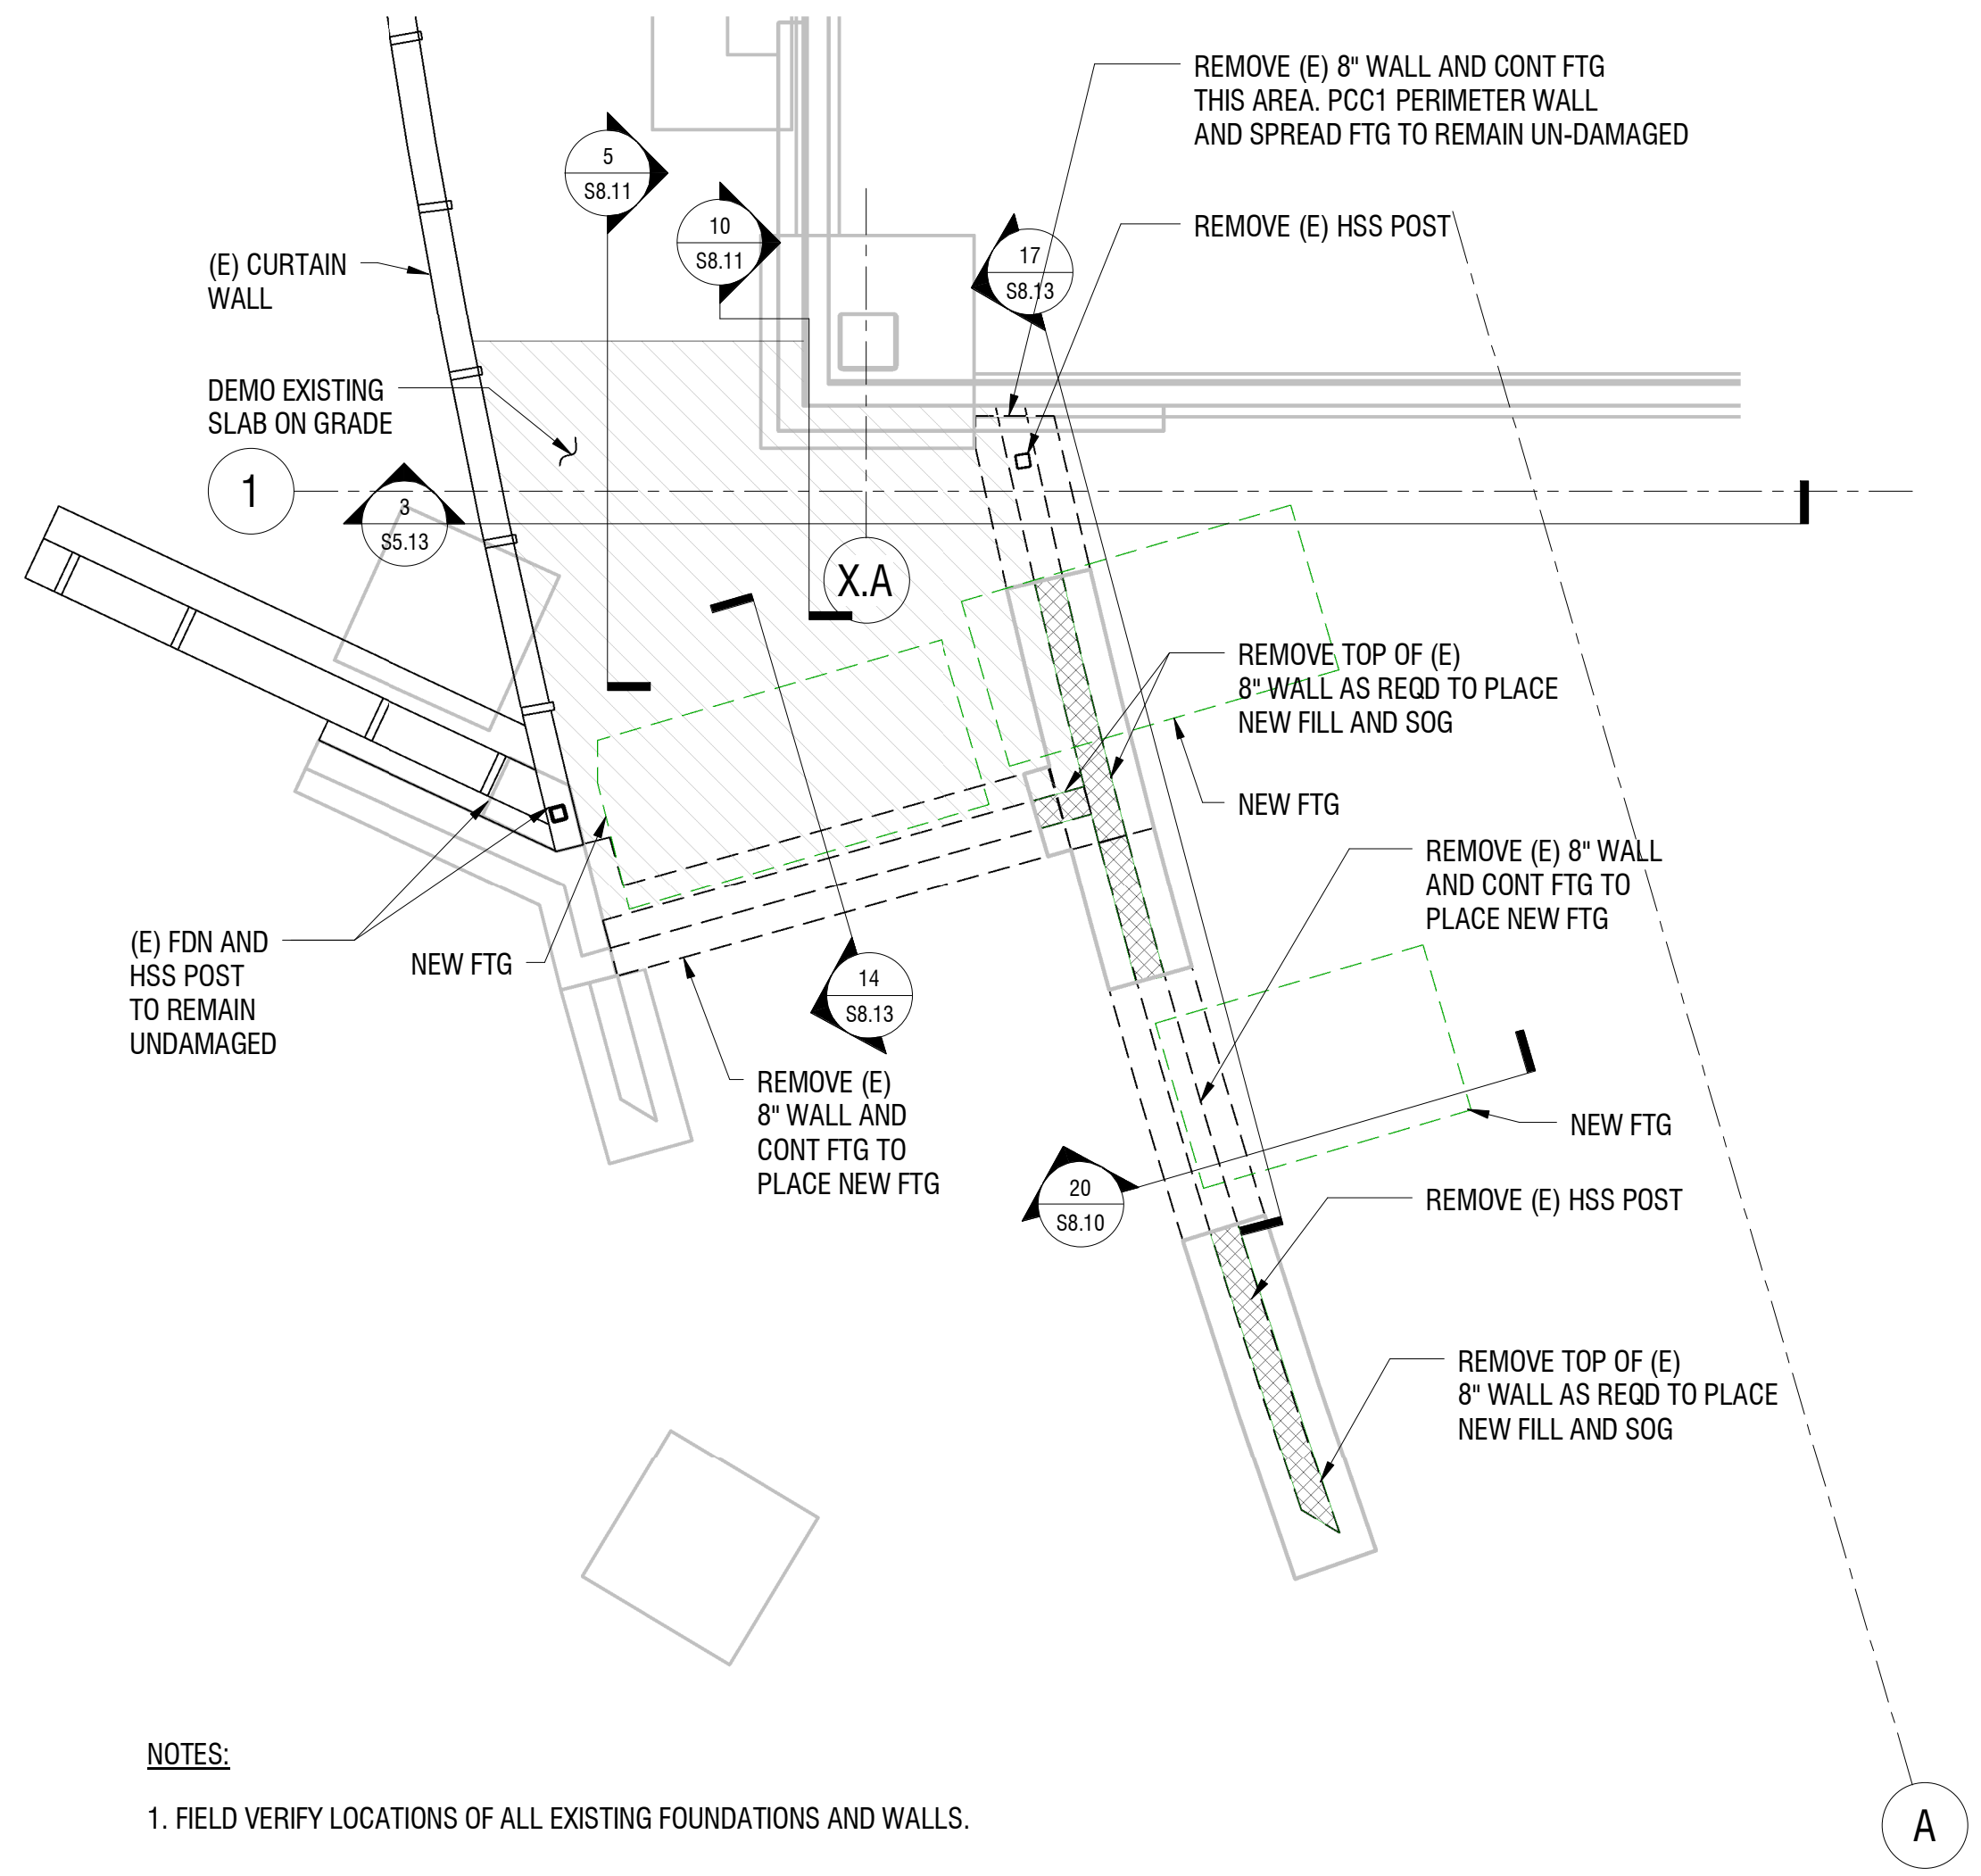 REMOVE (E) 8" WALL AND CONT FTG
THIS AREA. PCC1 PERIMETER WALL
AND SPREAD FTG TO REMAIN UN-DAMAGED
5
S8.11
10
S8.11
17
S8.13
REMOVE (E) HSS POST
(E) CURTAIN
WALL
DEMO EXISTING
SLAB ON GRADE
1
3
S5.13
X.A
REMOVE TOP OF (E)
8" WALL AS REQD TO PLACE
NEW FILL AND SOG
NEW FTG
REMOVE (E) 8" WALL
AND CONT FTG TO
PLACE NEW FTG
(E) FDN AND
HSS POST
TO REMAIN
UNDAMAGED
NEW FTG
14
S8.13
REMOVE (E)
8" WALL AND
CONT FTG TO
PLACE NEW FTG
NEW FTG
20
S8.10
REMOVE (E) HSS POST
REMOVE TOP OF (E)
8" WALL AS REQD TO PLACE
NEW FILL AND SOG
NOTES:
1. FIELD VERIFY LOCATIONS OF ALL EXISTING FOUNDATIONS AND WALLS.
A